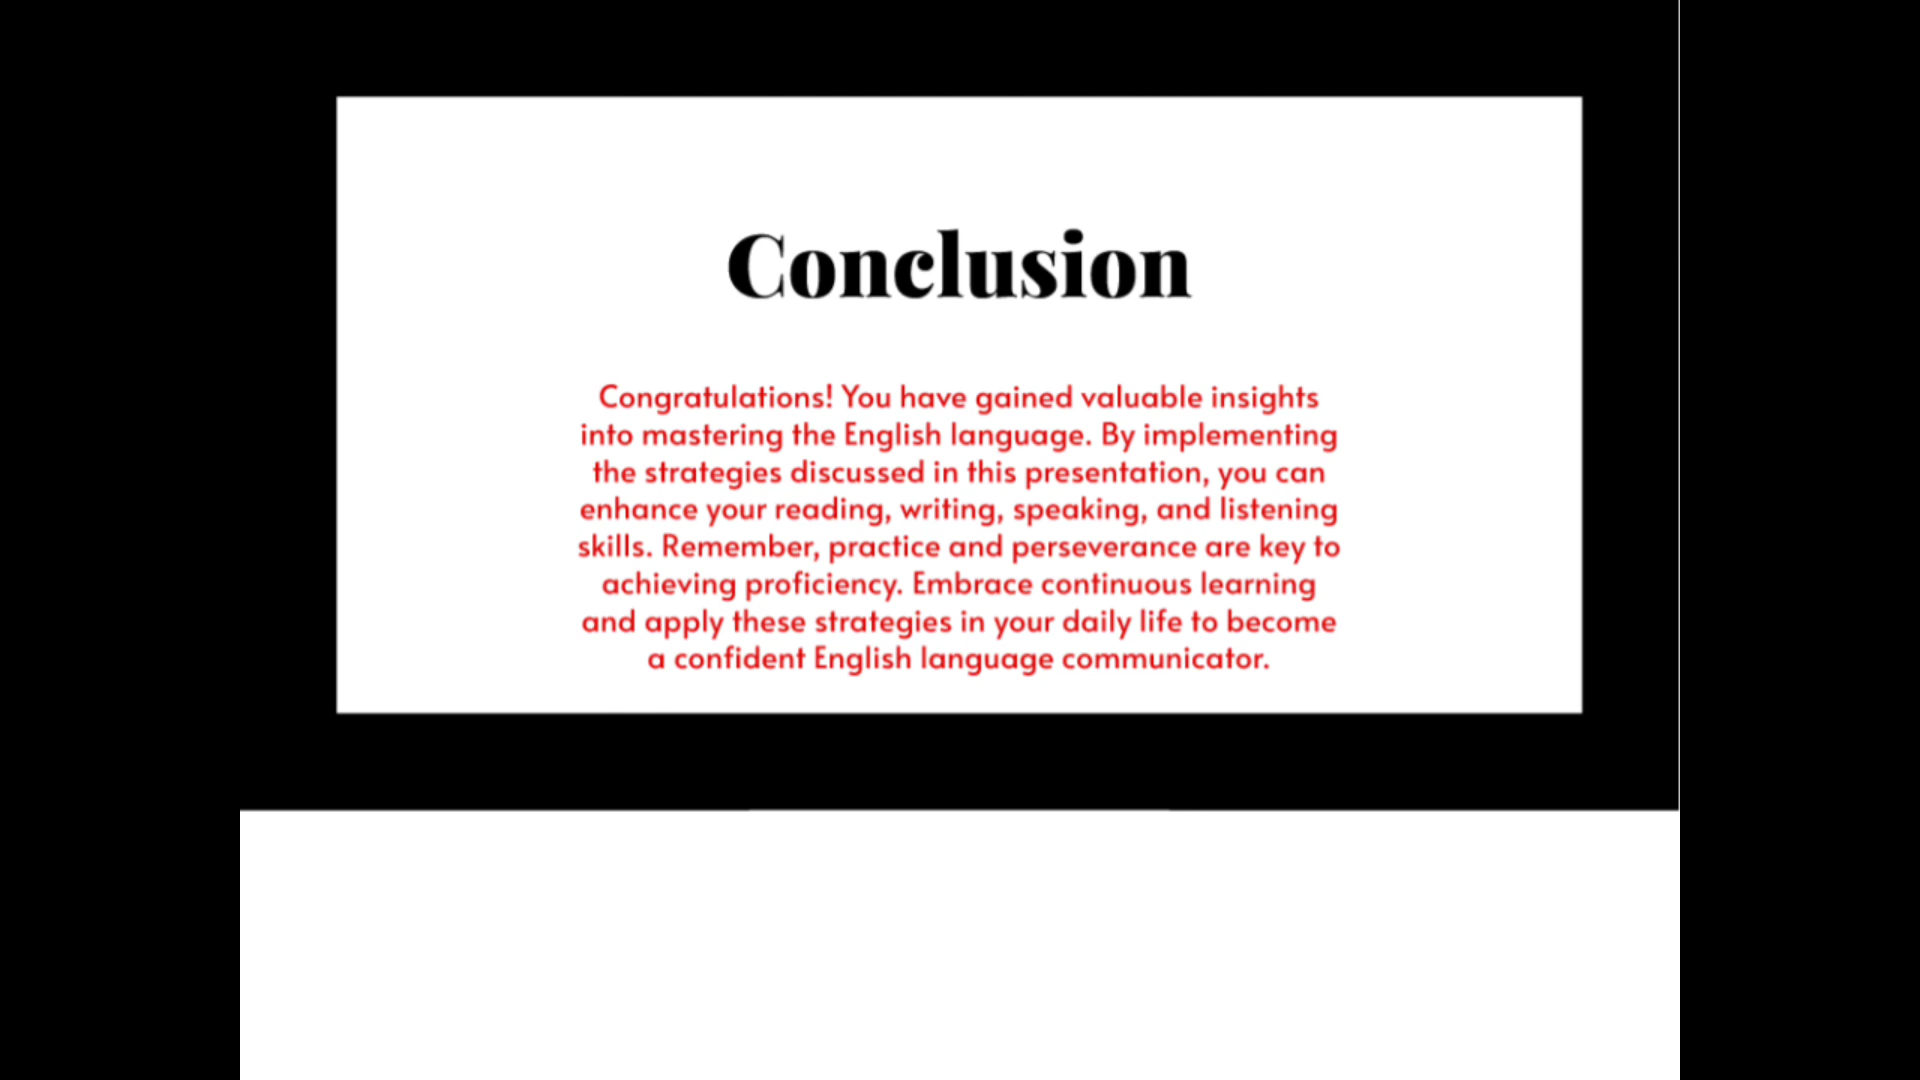 Conclusion
Congratulations! You have gained valuable insights
into mastering the English language. By implementing
the strategies discussed in this presentation, you can
enhance your reading, writing, speaking, and listening
skills. Remember, practice and perseverance are key to
achieving proficiency. Embrace continuous learning
and apply these strategies in your daily life to become
a confident English language communicator.